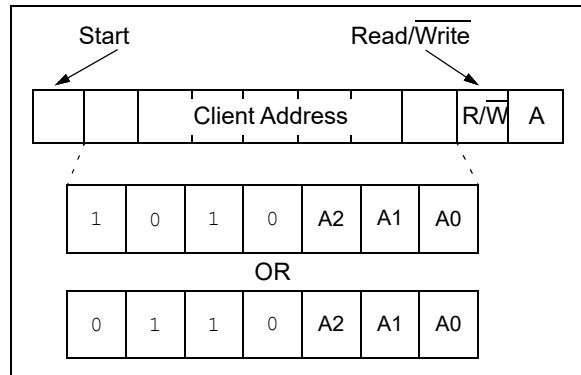 Start Read/Write
Client Address R/W A
1 0 1 0 A2 A1 A0
OR
0 1 1 0 A2 A1 A0